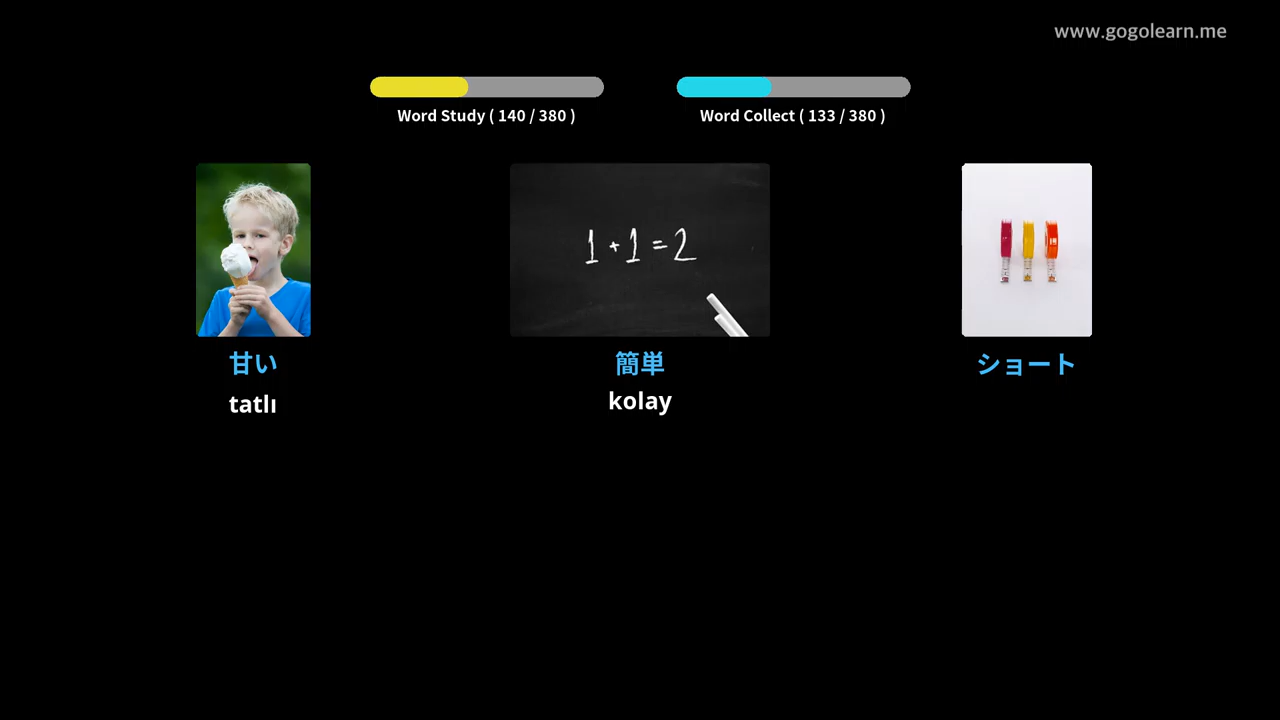 www.gogolearn.me
Word Study ( 140 / 380 )
Word Collect ( 133 / 380 )
1 + 1 = 2
甘い
簡単
ショート
tatlı
kolay